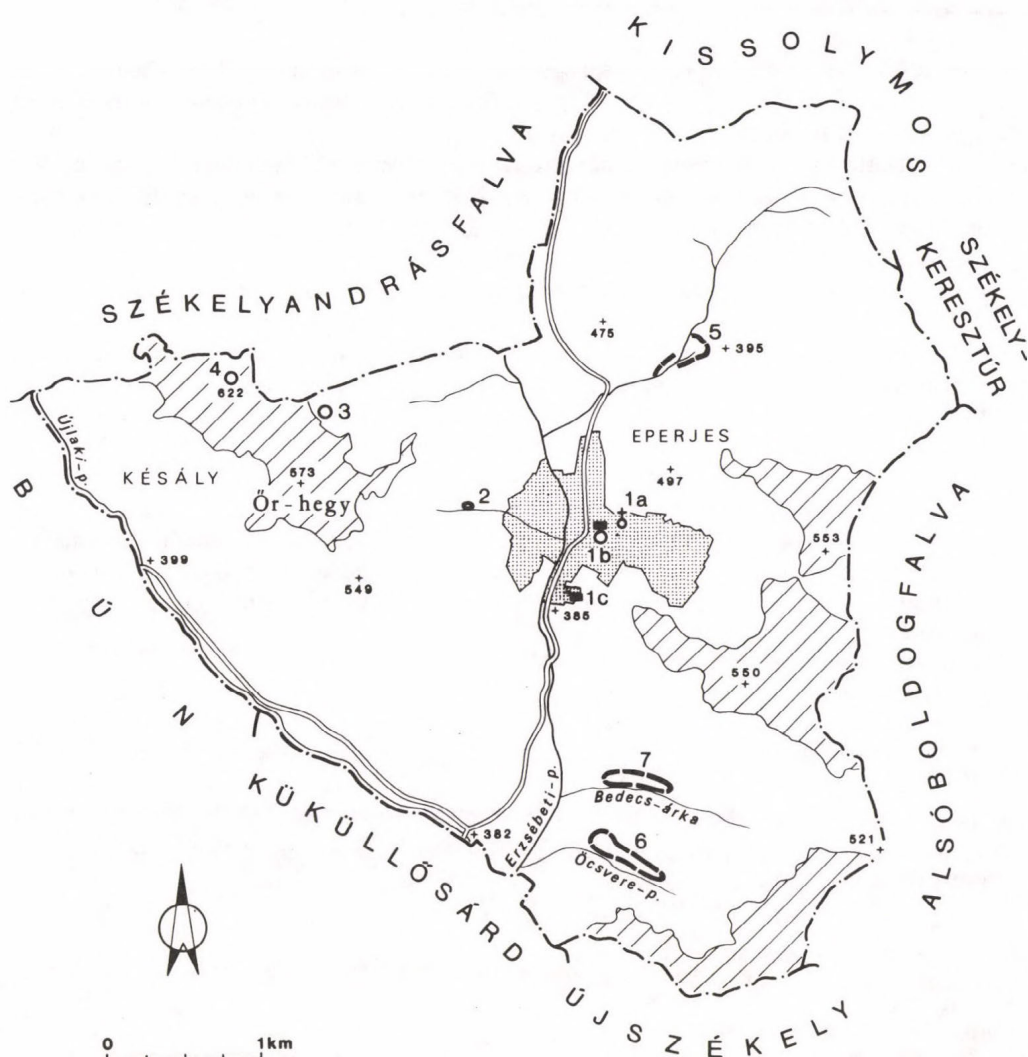 KISSOLYMOS
SZÉKELYANDRÁSFALVA
SZÉKELY-
KERESZTÚR
475
5
395
4
622
3
Újlaki-p.
KÉSÁLY
573
Őr-hegy
EPERJES
497
2
1a
1b
1c
553
399
549
385
550
BÚN
ALSÓBOLDOGFALVA
7
Bedecs-árka
382
Erzsébeti-p.
6
Öcsvere-p.
521
KÜKÜLLŐSÁRD
ÚJSZÉKELY
0 1km